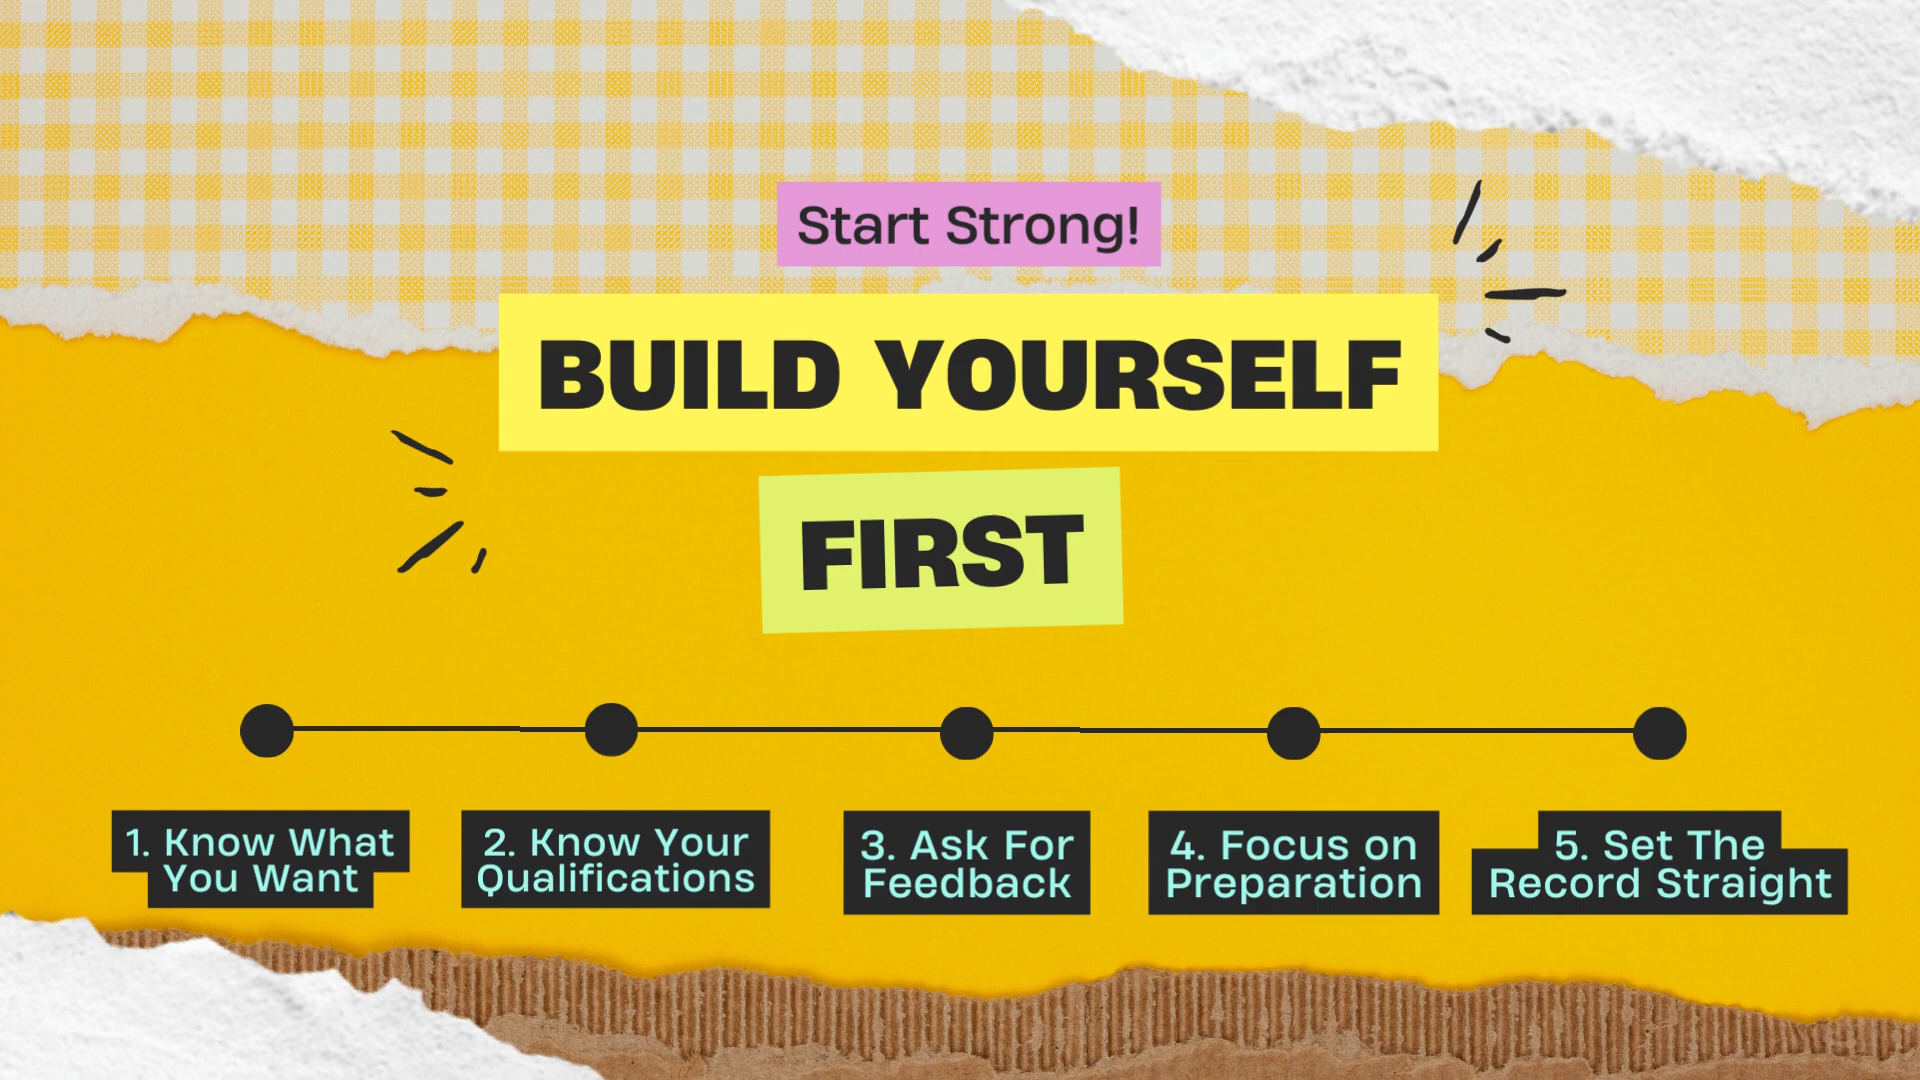 Start Strong!
BUILD YOURSELF
FIRST
1. Know What
You Want
2. Know Your
Qualifications
3. Ask For
Feedback
4. Focus on
Preparation
5. Set The
Record Straight